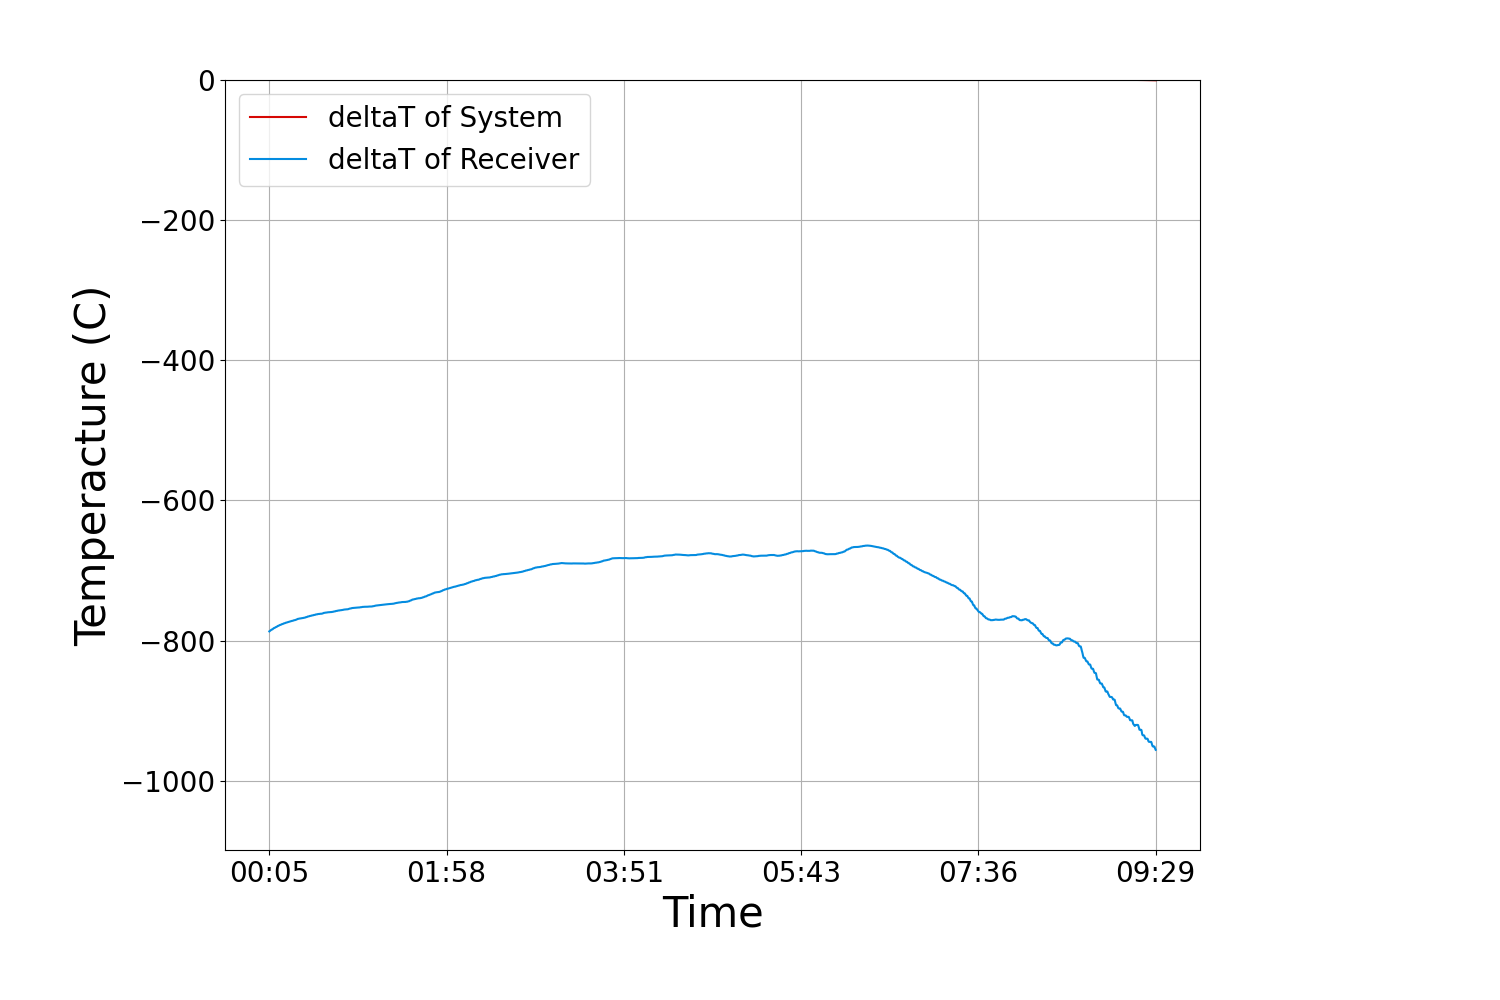 deltaT of System
deltaT of Receiver
0
−200
−400
−600
−800
−1000
Temperacture (C)
00:05 01:58 03:51 05:43 07:36 09:29
Time